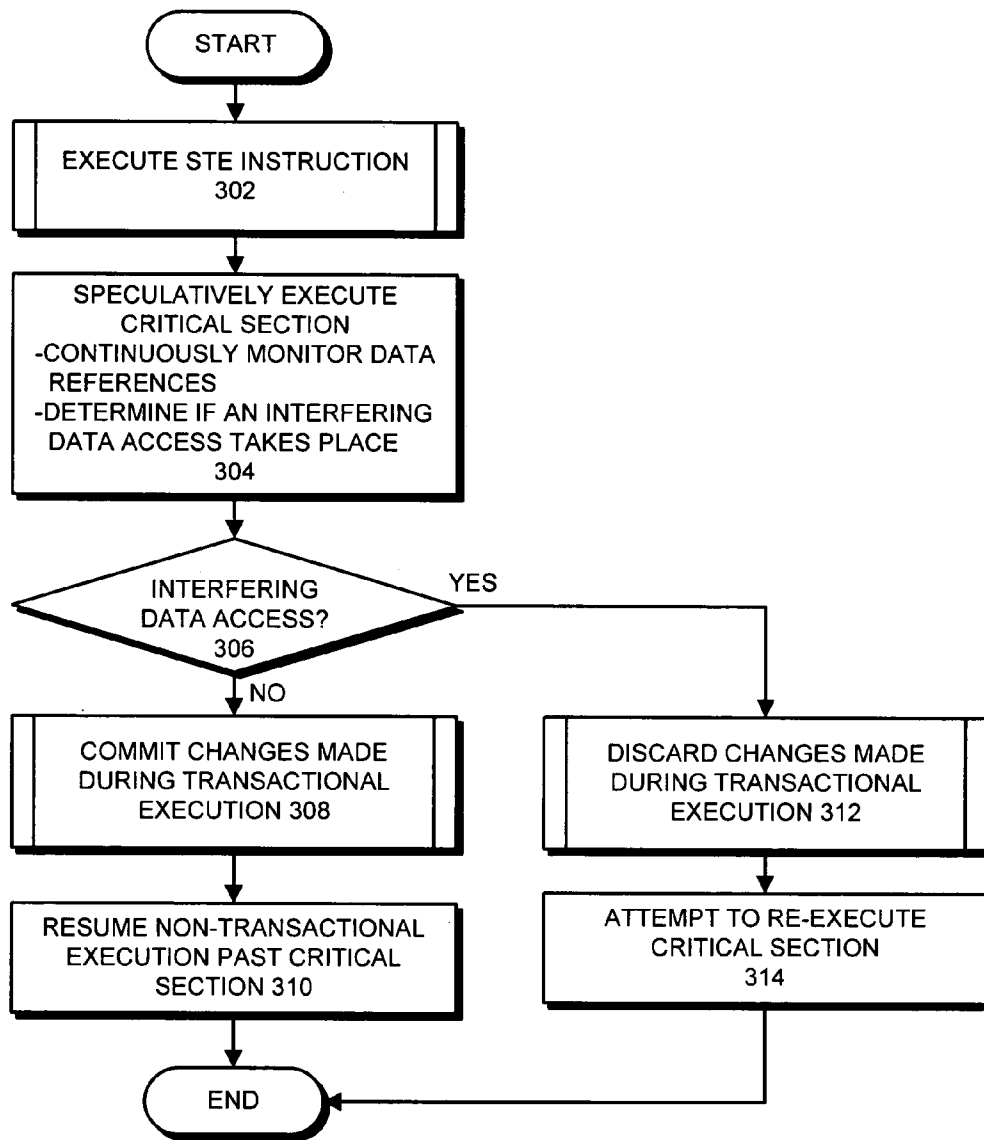 START
EXECUTE STE INSTRUCTION
302
SPECULATIVELY EXECUTE
CRITICAL SECTION
-CONTINUOUSLY MONITOR DATA
REFERENCES
-DETERMINE IF AN INTERFERING
DATA ACCESS TAKES PLACE
304
INTERFERING
DATA ACCESS?
306
YES
NO
COMMIT CHANGES MADE
DURING TRANSACTIONAL
EXECUTION 308
DISCARD CHANGES MADE
DURING TRANSACTIONAL
EXECUTION 312
RESUME NON-TRANSACTIONAL
EXECUTION PAST CRITICAL
SECTION 310
ATTEMPT TO RE-EXECUTE
CRITICAL SECTION
314
END